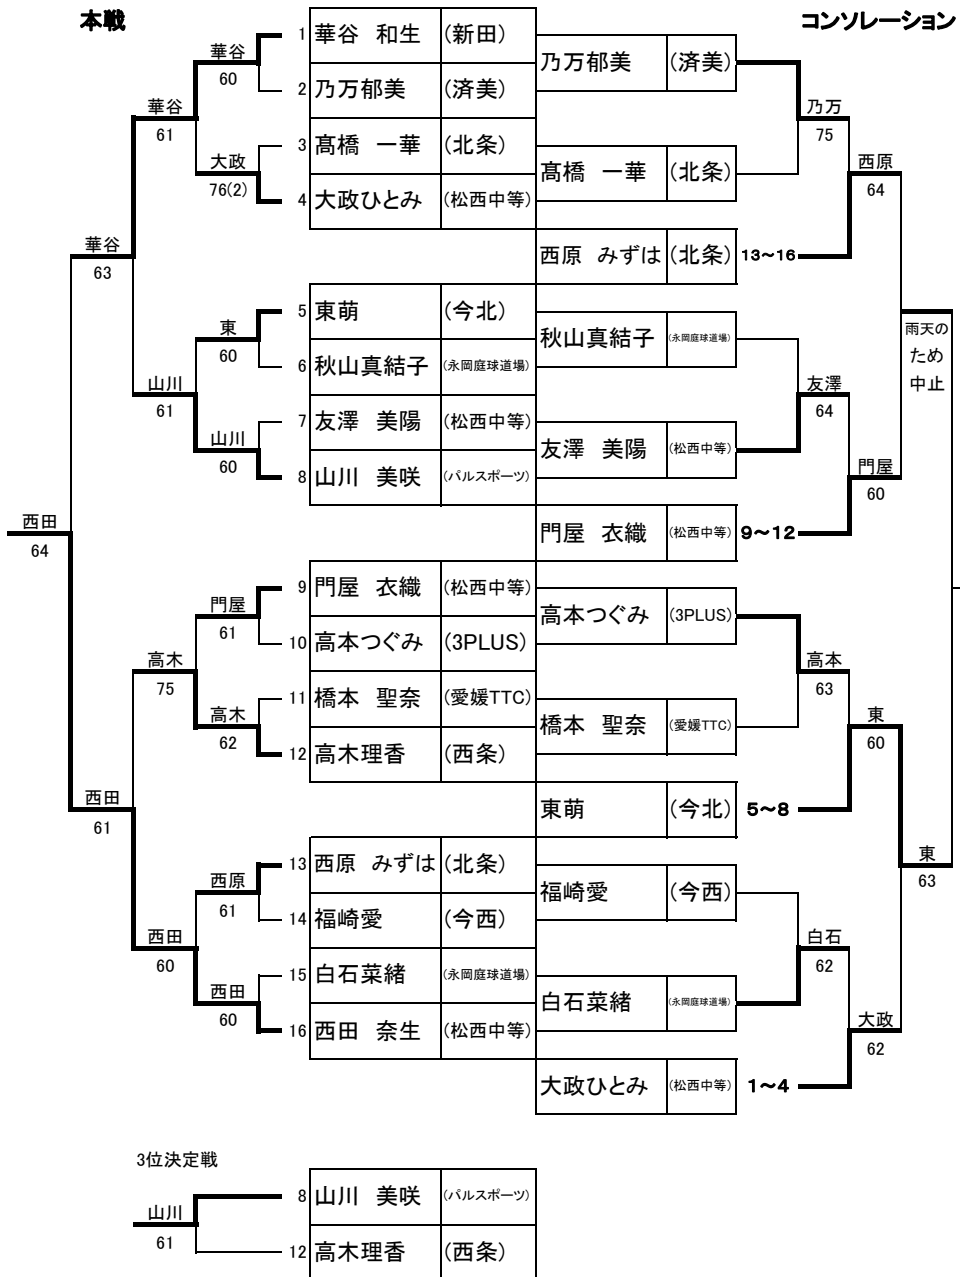 本戦
コンソレーション
1 華谷 和生 (新田)
2 乃万郁美 (済美)
3 髙橋 一華 (北条)
4 大政ひとみ (松西中等)
5 東萌 (今北)
6 秋山真結子 (永岡庭球道場)
7 友澤 美陽 (松西中等)
8 山川 美咲 (パルスポーツ)
9 門屋 衣織 (松西中等)
10 高本つぐみ (3PLUS)
11 橋本 聖奈 (愛媛TTC)
12 高木理香 (西条)
13 西原 みずは (北条)
14 福崎愛 (今西)
15 白石菜緒 (永岡庭球道場)
16 西田 奈生 (松西中等)
華谷
60
大政
76(2)
東
60
山川
60
門屋
61
高木
62
西原
61
西田
60
華谷
61
山川
61
高木
75
西田
60
華谷
63
西田
61
西田
64
乃万郁美 (済美)
髙橋 一華 (北条)
西原 みずは (北条) 13~16
秋山真結子 (永岡庭球道場)
友澤 美陽 (松西中等)
門屋 衣織 (松西中等) 9~12
高本つぐみ (3PLUS)
橋本 聖奈 (愛媛TTC)
東萌 (今北) 5~8
福崎愛 (今西)
白石菜緒 (永岡庭球道場)
大政ひとみ (松西中等) 1~4
乃万
75
友澤
64
高本
63
白石
62
西原
64
門屋
60
東
60
大政
62
雨天の
ため
中止
東
63
3位決定戦
8 山川 美咲 (パルスポーツ)
12 高木理香 (西条)
山川
61